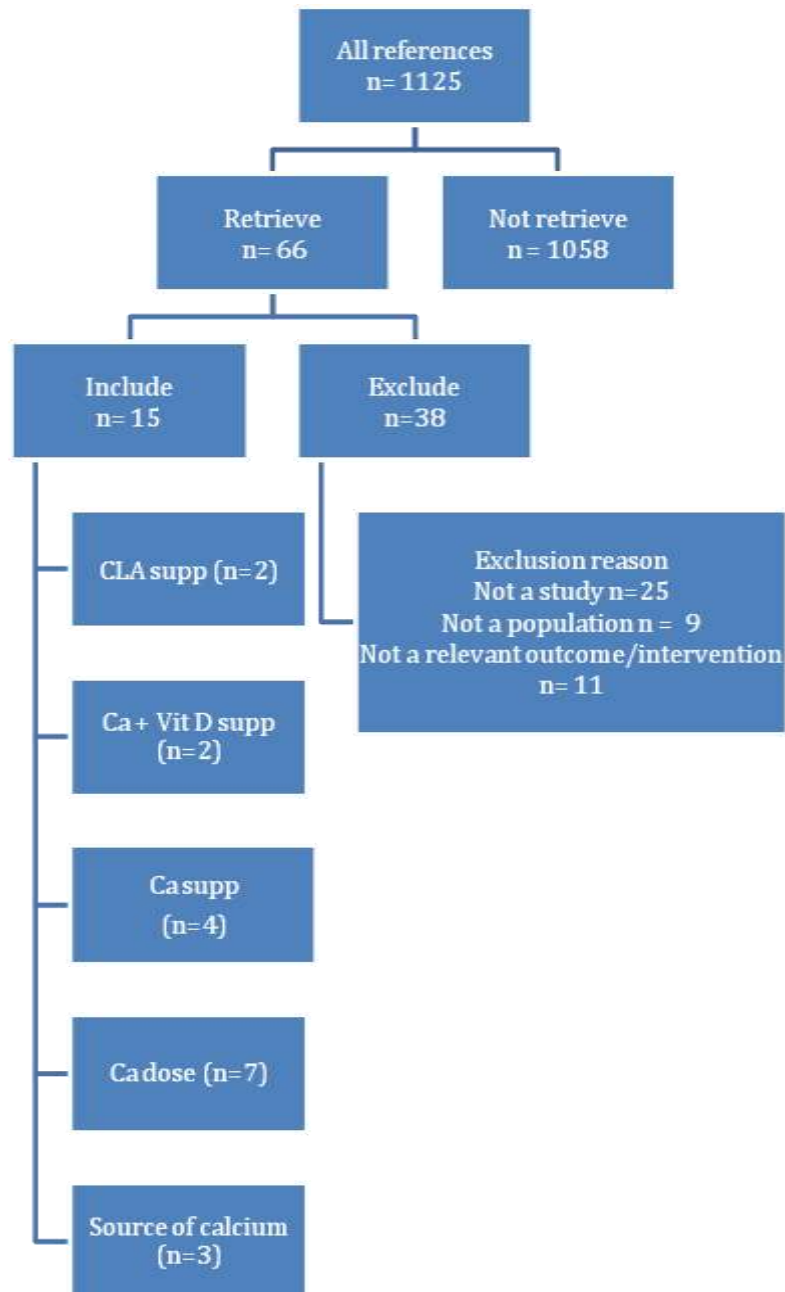 All references
n= 1125
Retrieve
n= 66
Not retrieve
n = 1058
Include
n= 15
Exclude
n=38
CLA supp (n=2)
Exclusion reason
Not a study n=25
Not a population n = 9
Not a relevant outcome/intervention
n= 11
Ca + Vit D supp
(n=2)
Ca supp
(n=4)
Ca dose (n=7)
Source of calcium
(n=3)